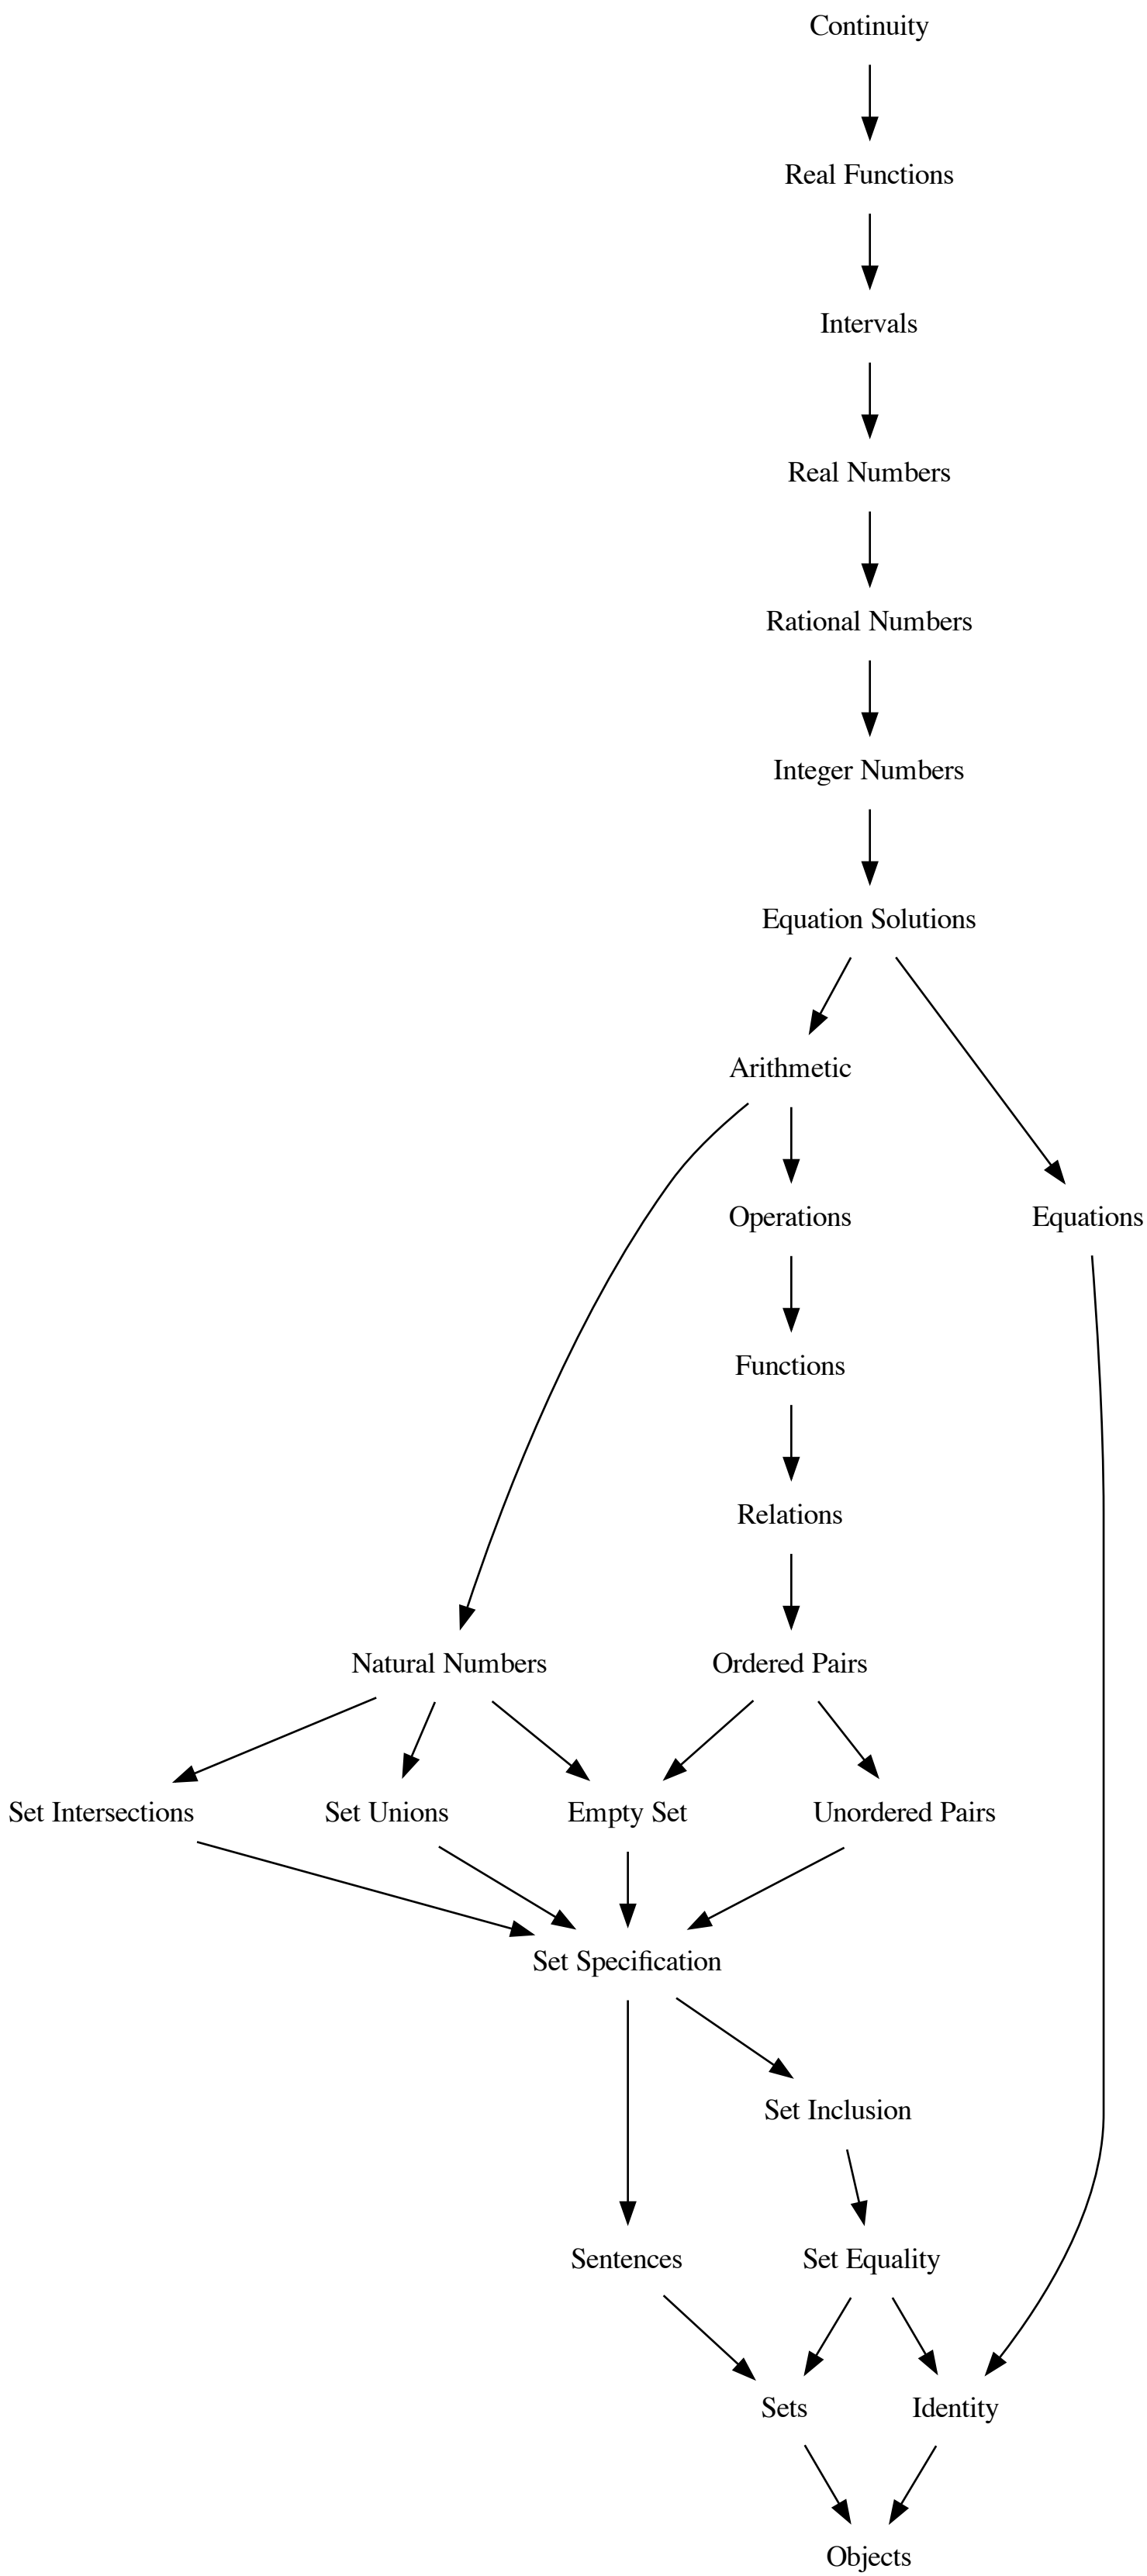 Continuity
Real Functions
Intervals
Real Numbers
Rational Numbers
Integer Numbers
Equation Solutions
Arithmetic
Operations
Equations
Functions
Relations
Natural Numbers
Ordered Pairs
Set Intersections
Set Unions
Empty Set
Unordered Pairs
Set Specification
Set Inclusion
Sentences
Set Equality
Sets
Identity
Objects